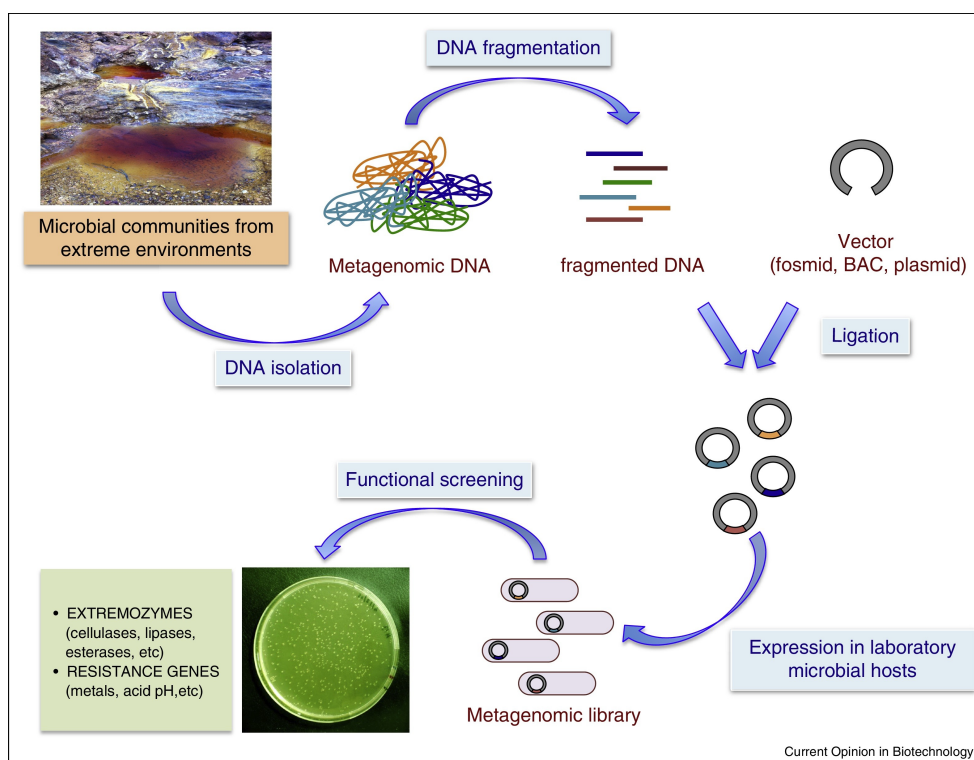 DNA fragmentation
Microbial communities from
extreme environments
Metagenomic DNA
fragmented DNA
Vector
(fosmid, BAC, plasmid)
DNA isolation
Ligation
Functional screening
• EXTREMOZYMES
(cellulases, lipases,
esterases, etc)
• RESISTANCE GENES
(metals, acid pH,etc)
Expression in laboratory
microbial hosts
Metagenomic library
Current Opinion in Biotechnology